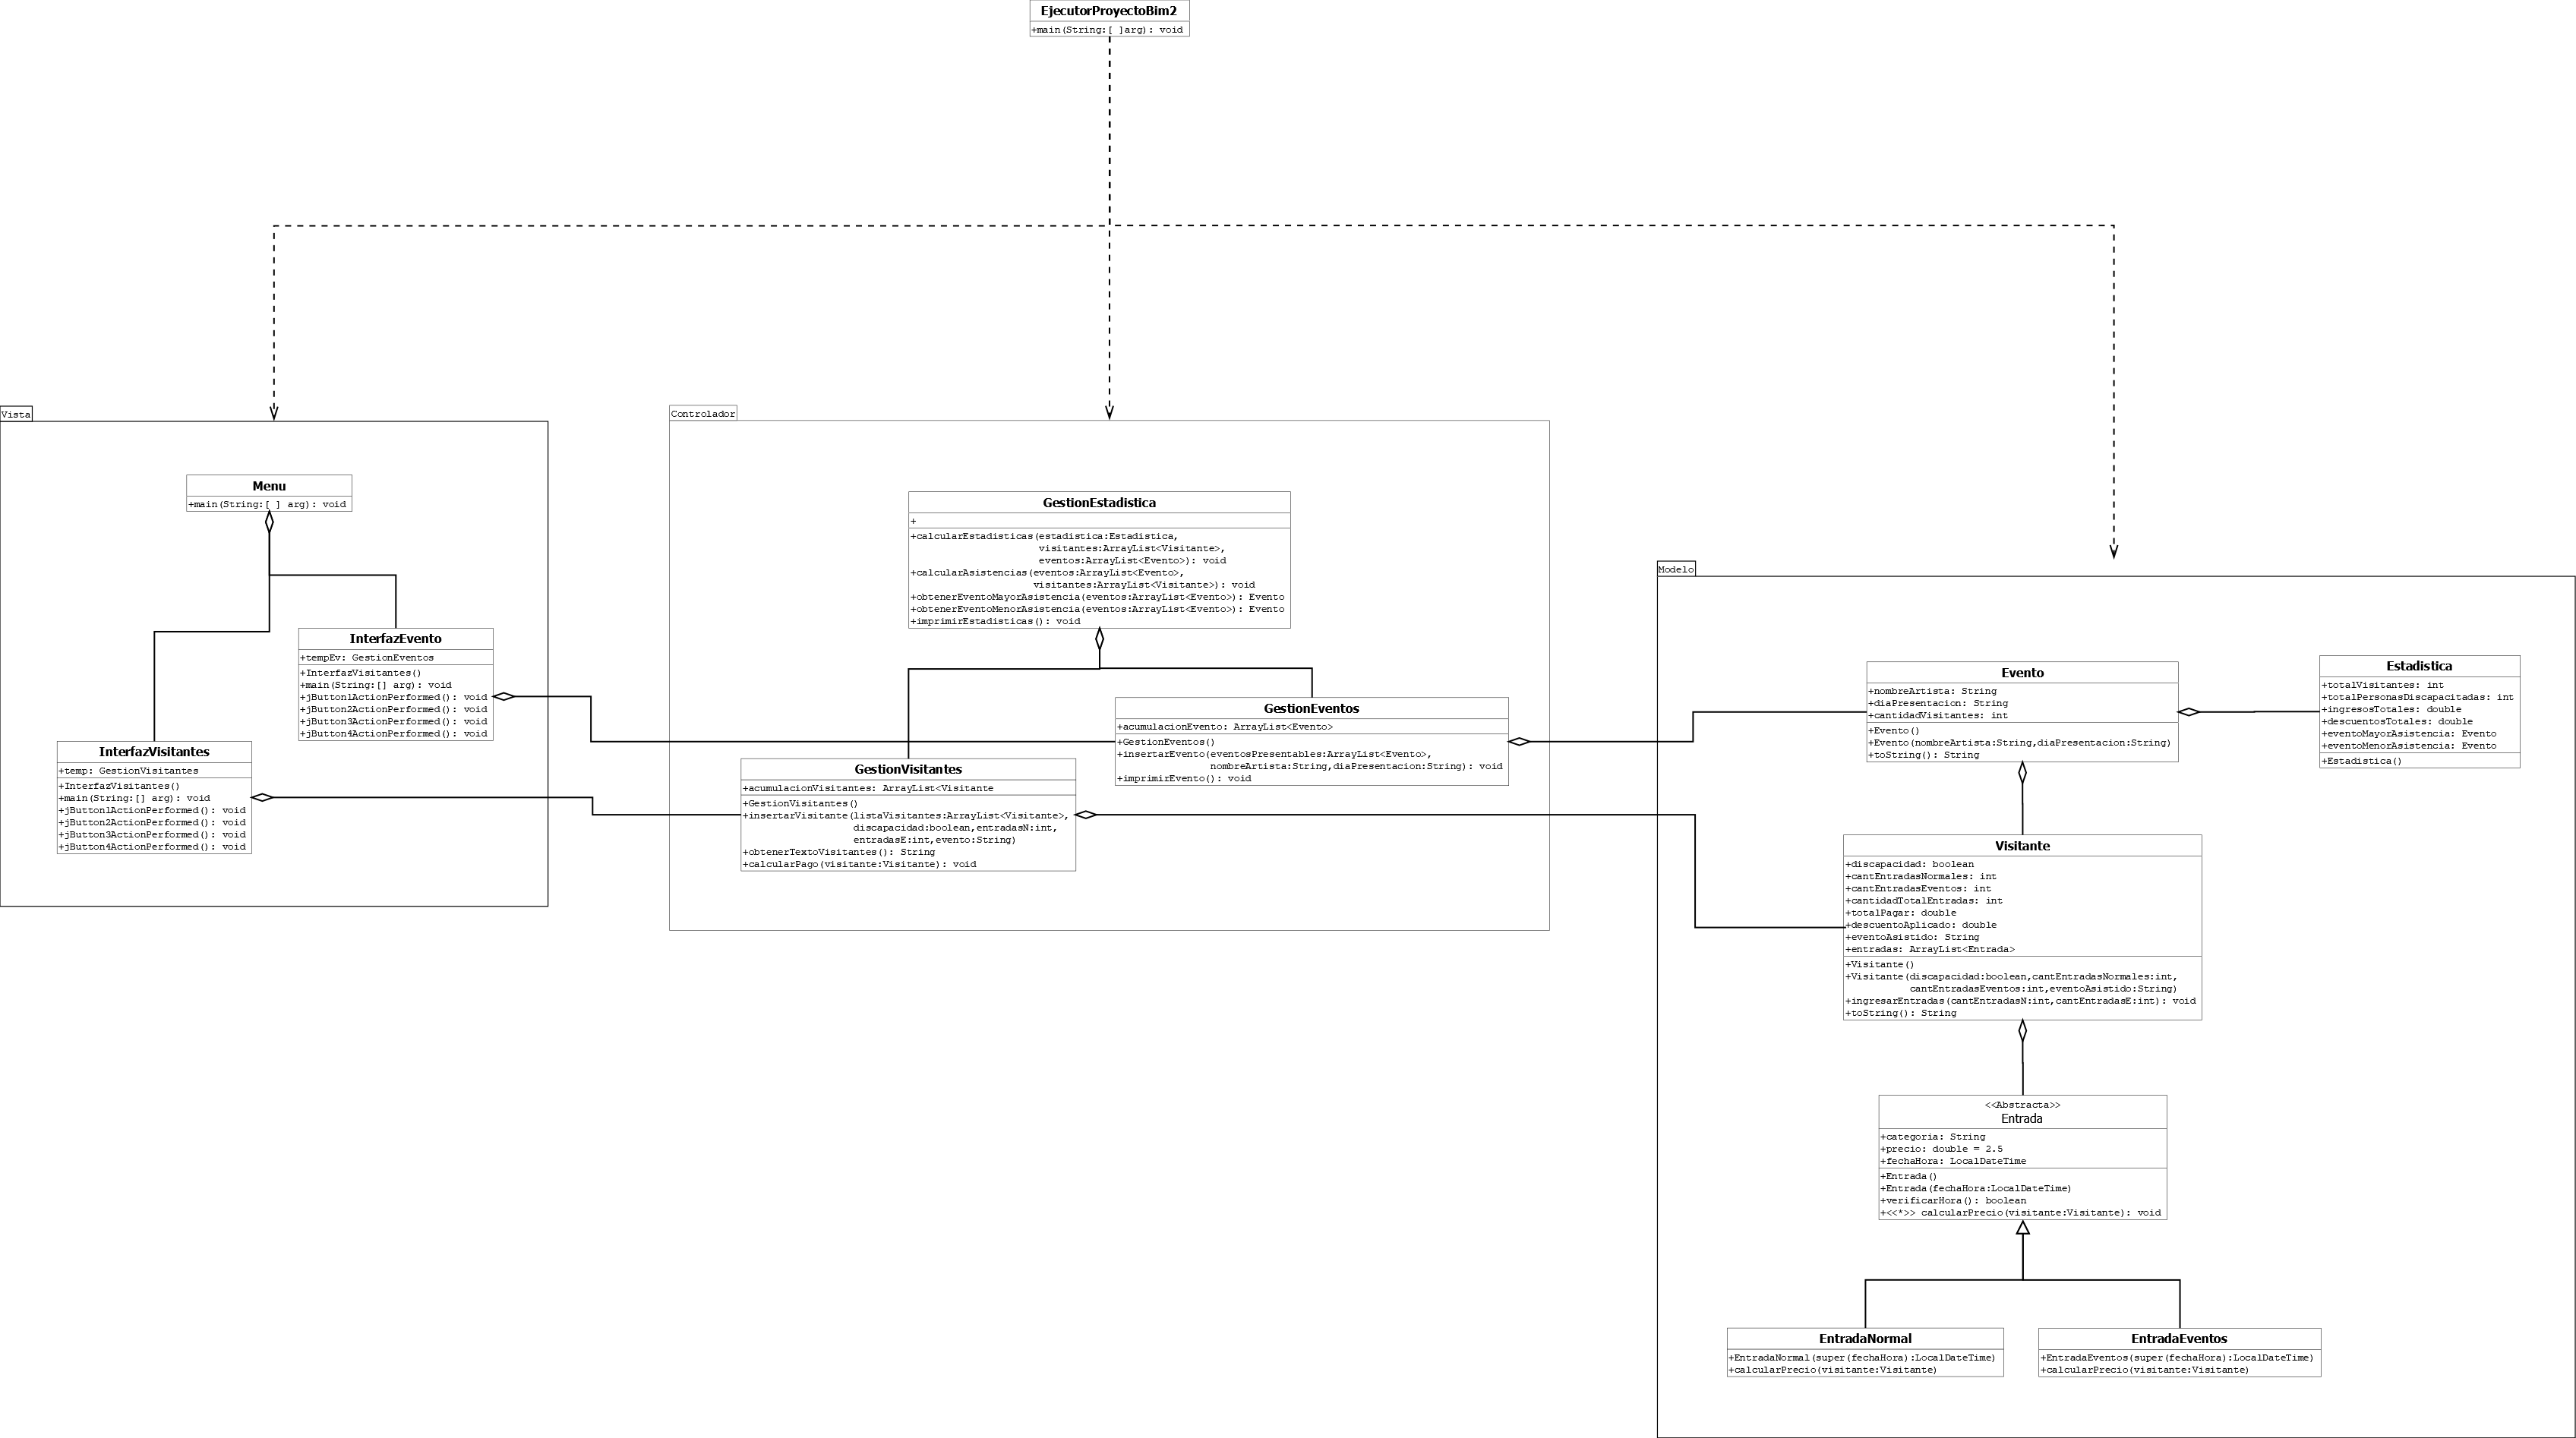 EjecutorProyectoBim2
+main(String:[ ]arg): void
Vista
Menu
+main(String:[ ] arg): void
InterfazEvento
+tempEv: GestionEventos
+InterfazVisitantes()
+main(String:[] arg): void
+jButton1ActionPerformed(): void
+jButton2ActionPerformed(): void
+jButton3ActionPerformed(): void
+jButton4ActionPerformed(): void
InterfazVisitantes
+temp: GestionVisitantes
+InterfazVisitantes()
+main(String:[] arg): void
+jButton1ActionPerformed(): void
+jButton2ActionPerformed(): void
+jButton3ActionPerformed(): void
+jButton4ActionPerformed(): void
Controlador
GestionEstadistica
+
+calcularEstadisticas(estadistica:Estadistica,
visitantes:ArrayList<Visitante>,
eventos:ArrayList<Evento>): void
+calcularAsistencias(eventos:ArrayList<Evento>,
visitantes:ArrayList<Visitante>): void
+obtenerEventoMayorAsistencia(eventos:ArrayList<Evento>): Evento
+obtenerEventoMenorAsistencia(eventos:ArrayList<Evento>): Evento
+imprimirEstadisticas(): void
GestionEventos
+acumulacionEvento: ArrayList<Evento>
+GestionEventos()
+insertarEvento(eventosPresentables:ArrayList<Evento>,
nombreArtista:String,diaPresentacion:String): void
+imprimirEvento(): void
GestionVisitantes
+acumulacionVisitantes: ArrayList<Visitante
+GestionVisitantes()
+insertarVisitante(listaVisitantes:ArrayList<Visitante>,
discapacidad:boolean,entradasN:int,
entradasE:int,evento:String)
+obtenerTextoVisitantes(): String
+calcularPago(visitante:Visitante): void
Modelo
Evento
+nombreArtista: String
+diaPresentacion: String
+cantidadVisitantes: int
+Evento()
+Evento(nombreArtista:String,diaPresentacion:String)
+toString(): String
Estadistica
+totalVisitantes: int
+totalPersonasDiscapacitadas: int
+ingresosTotales: double
+descuentosTotales: double
+eventoMayorAsistencia: Evento
+eventoMenorAsistencia: Evento
+Estadistica()
Visitante
+discapacidad: boolean
+cantEntradasNormales: int
+cantEntradasEventos: int
+cantidadTotalEntradas: int
+totalPagar: double
+descuentoAplicado: double
+eventoAsistido: String
+entradas: ArrayList<Entrada>
+Visitante()
+Visitante(discapacidad:boolean,cantEntradasNormales:int,
cantEntradasEventos:int,eventoAsistido:String)
+ingresarEntradas(cantEntradasN:int,cantEntradasE:int): void
+toString(): String
<<Abstracta>>
Entrada
+categoria: String
+precio: double = 2.5
+fechaHora: LocalDateTime
+Entrada()
+Entrada(fechaHora:LocalDateTime)
+verificarHora(): boolean
+<<*>> calcularPrecio(visitante:Visitante): void
EntradaNormal
+EntradaNormal(super(fechaHora):LocalDateTime)
+calcularPrecio(visitante:Visitante)
EntradaEventos
+EntradaEventos(super(fechaHora):LocalDateTime)
+calcularPrecio(visitante:Visitante)